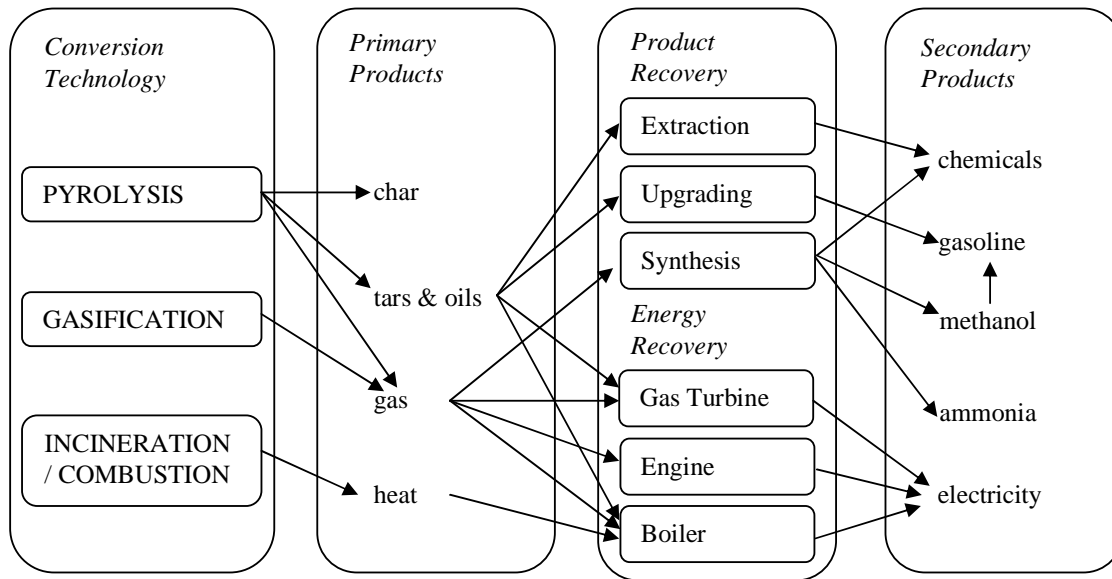 Conversion
Technology
PYROLYSIS
GASIFICATION
INCINERATION
/ COMBUSTION
Primary
Products
char
tars & oils
gas
heat
Product
Recovery
Extraction
Upgrading
Synthesis
Energy
Recovery
Gas Turbine
Engine
Boiler
Secondary
Products
chemicals
gasoline
methanol
ammonia
electricity